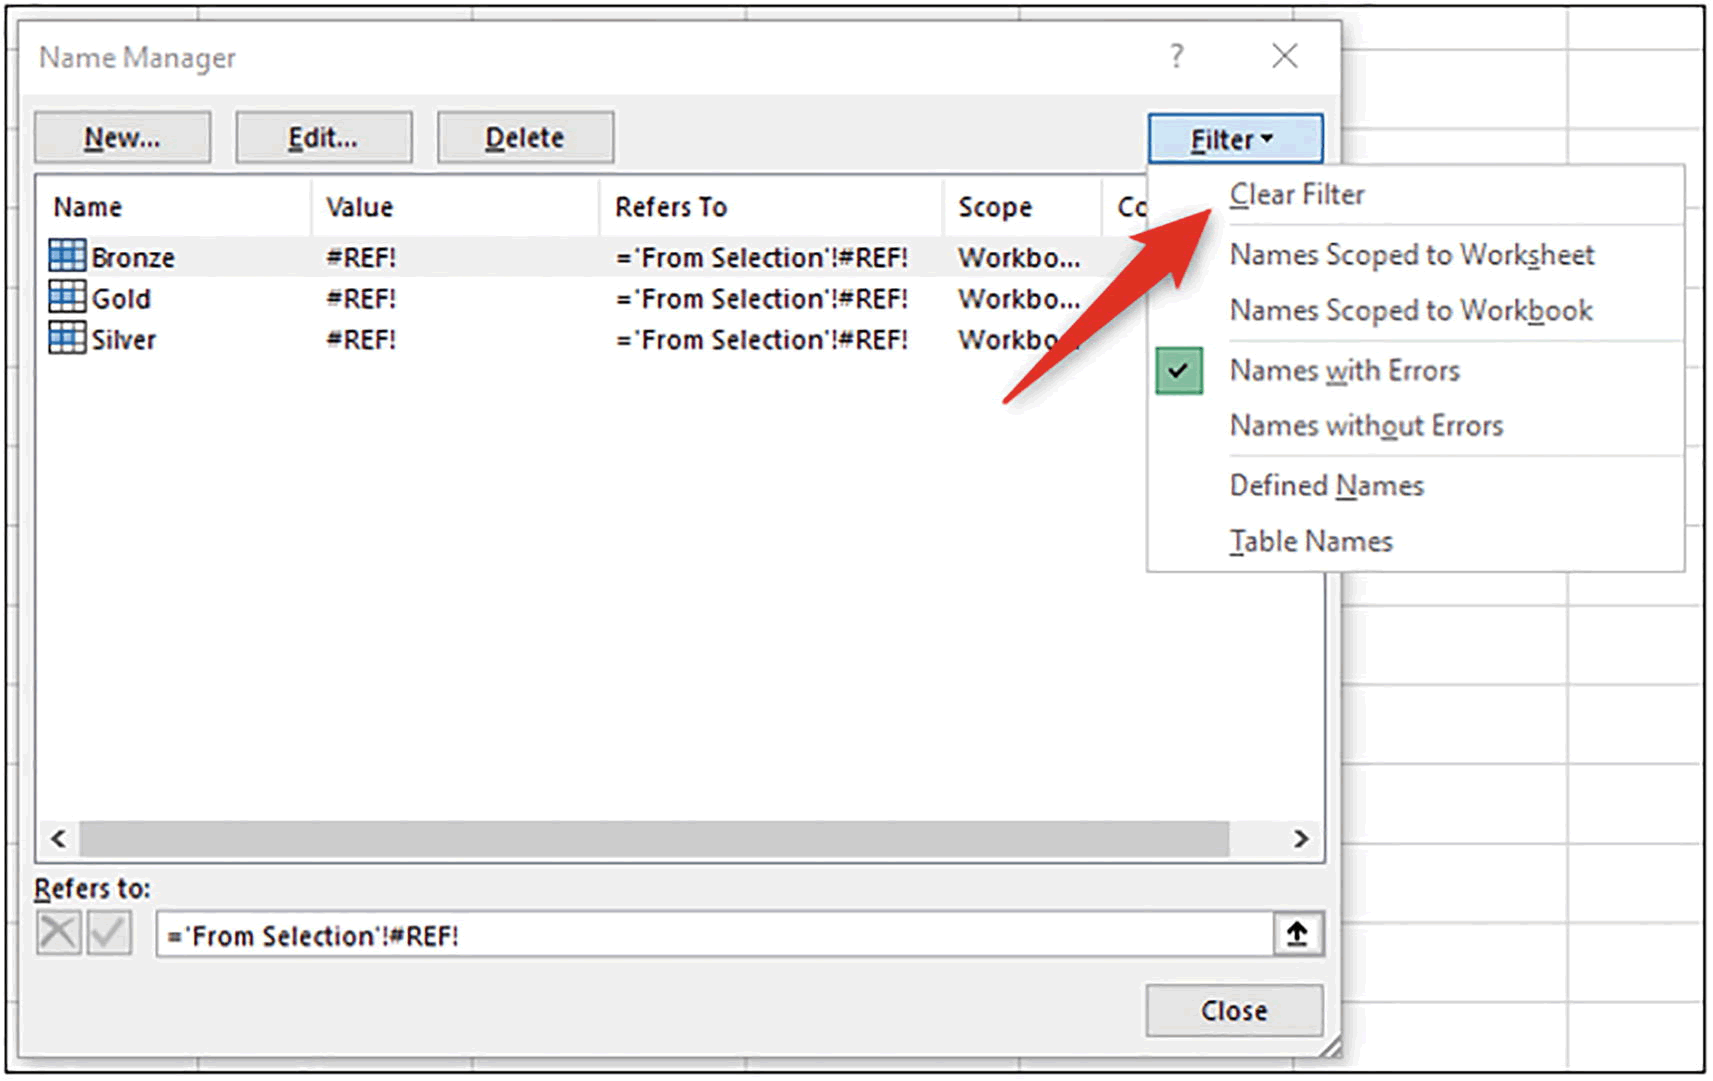 Name Manager ?
New... Edit... Delete Filter
Name Value Refers To Scope Co
Bronze #REF! ='From Selection'!#REF! Workbo...
Gold #REF! ='From Selection'!#REF! Workbo...
Silver #REF! ='From Selection'!#REF! Workbo...
Clear Filter
Names Scoped to Worksheet
Names Scoped to Workbook
Names with Errors
Names without Errors
Defined Names
Table Names
Refers to:
='From Selection'!#REF!
Close